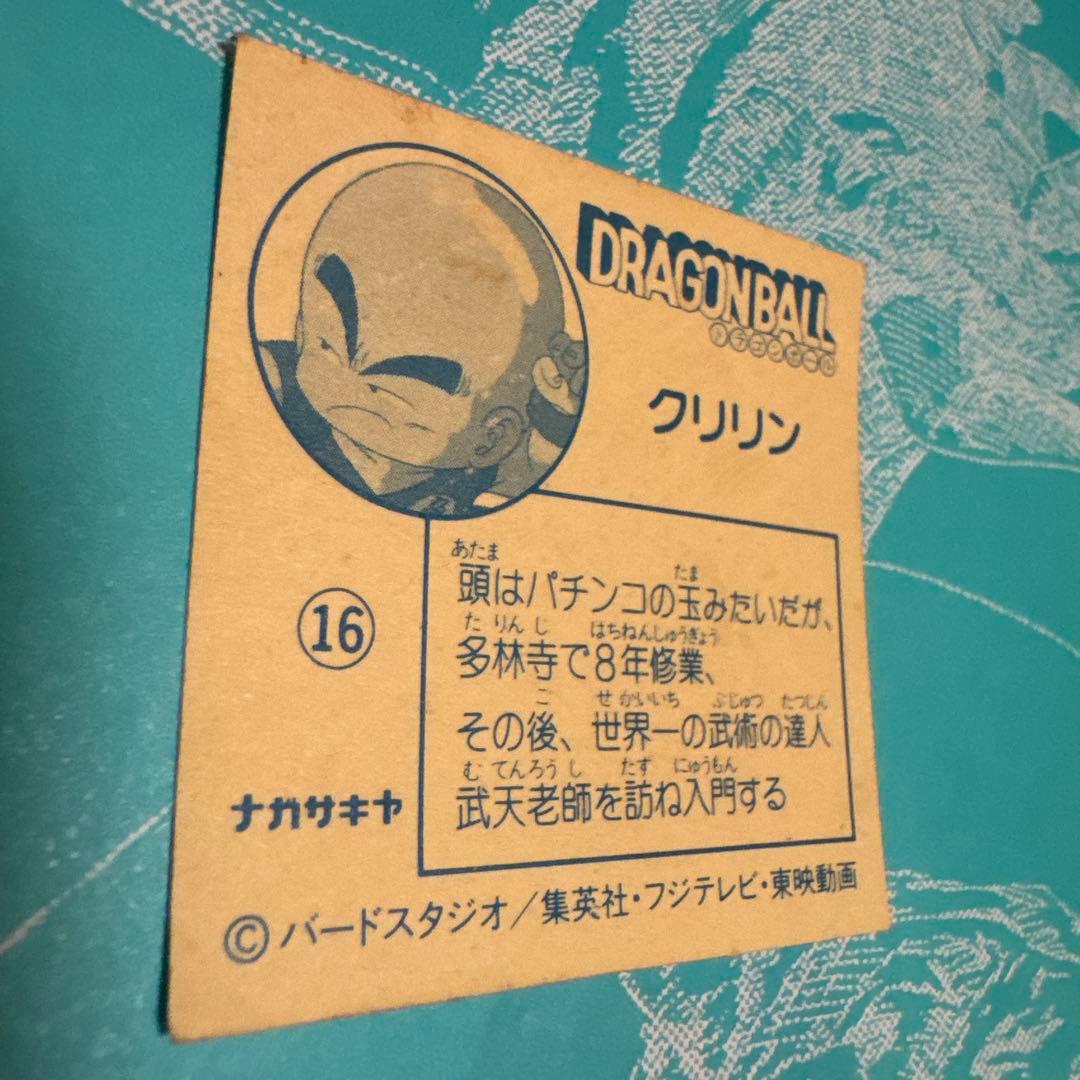 DRAGONBALL
ドラゴンボール
クリリン
あたま たま
頭はパチンコの玉みたいだが、
た りん じ はちねんしゅうぎょう
多林寺で8年修業、
ご せ かいいち ぶじゅつ たつじん
その後、世界一の武術の達人
む てんろう し たず にゅうもん
武天老師を訪ね入門する
16
ナガサキヤ
©バードスタジオ/集英社・フジテレビ・東映動画